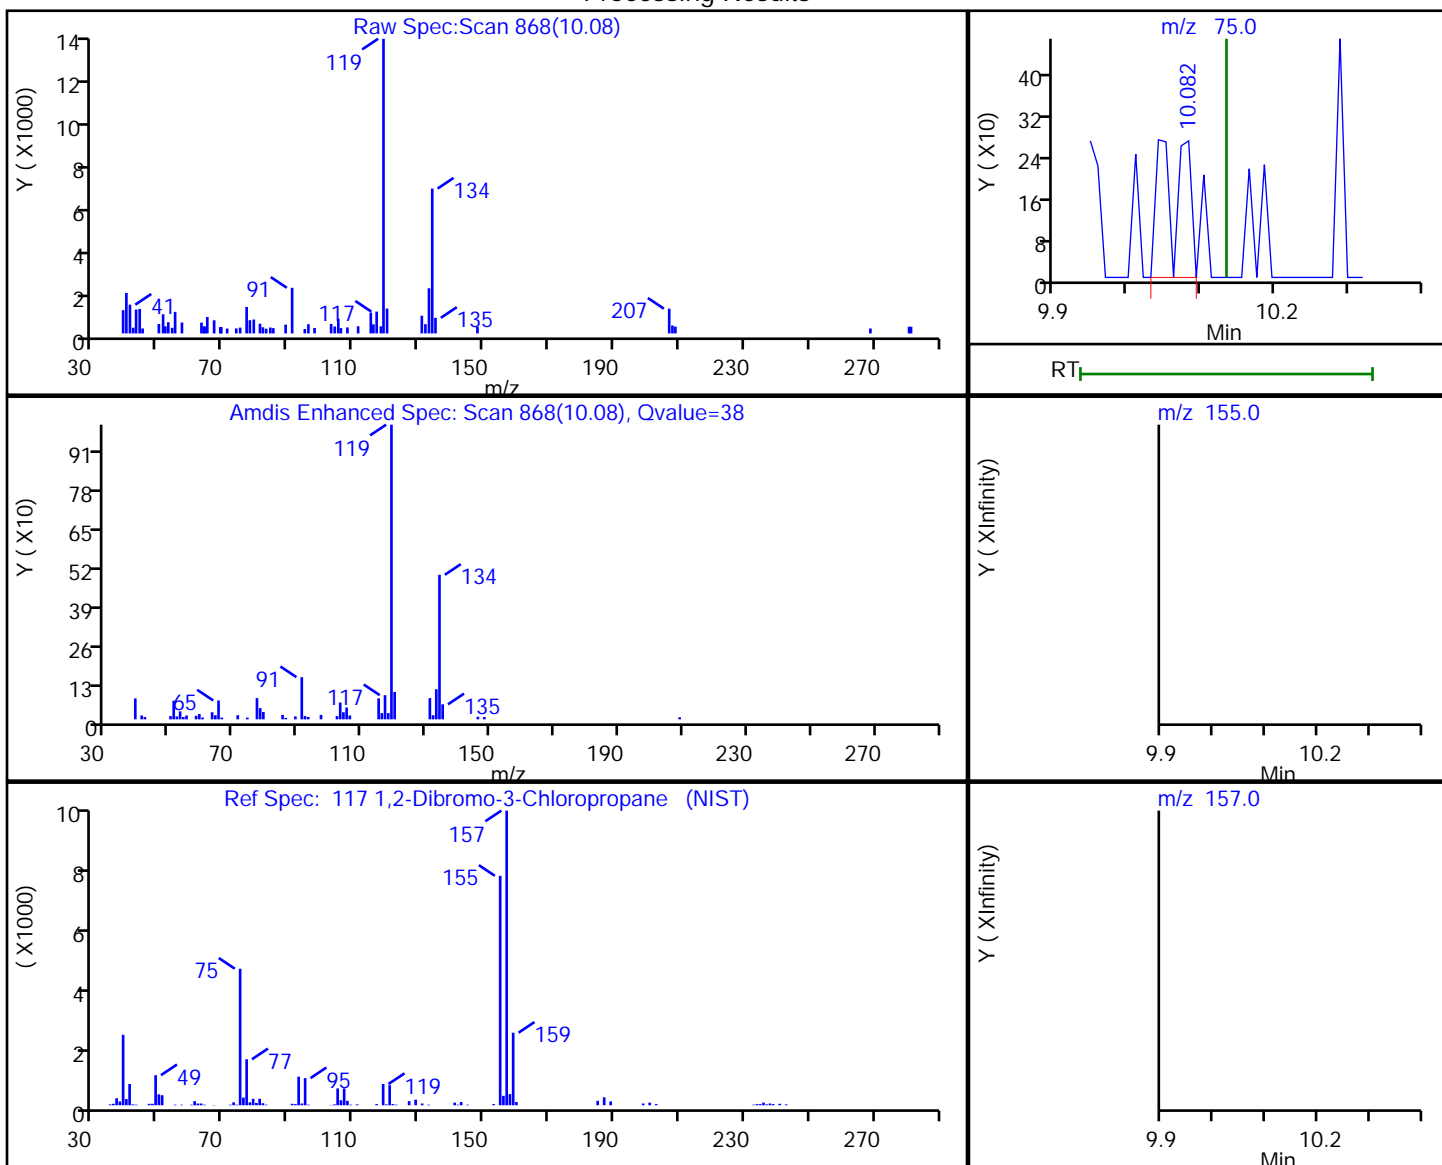 Processing Results
Raw Spec:Scan 868(10.08)
14
12
10
8
6
4
2
0
Y ( X1000)
119
134
91
41
117
135
207
30 70 110 150 190 230 270
m/z
m/z 75.0
40
32
24
16
8
0
Y ( X10)
10.082
9.9 10.2
Min
RT
Amdis Enhanced Spec: Scan 868(10.08), Qvalue=38
91
78
65
52
39
26
13
0
Y ( X10)
119
134
91
65
117
135
30 70 110 150 190 230 270
m/z
m/z 155.0
Y ( XInfinity)
9.9 10.2
Min
Ref Spec: 117 1,2-Dibromo-3-Chloropropane (NIST)
10
8
6
4
2
0
( X1000)
157
155
75
159
77
49
95
119
30 70 110 150 190 230 270
m/z 157.0
Y ( XInfinity)
9.9 10.2
Min